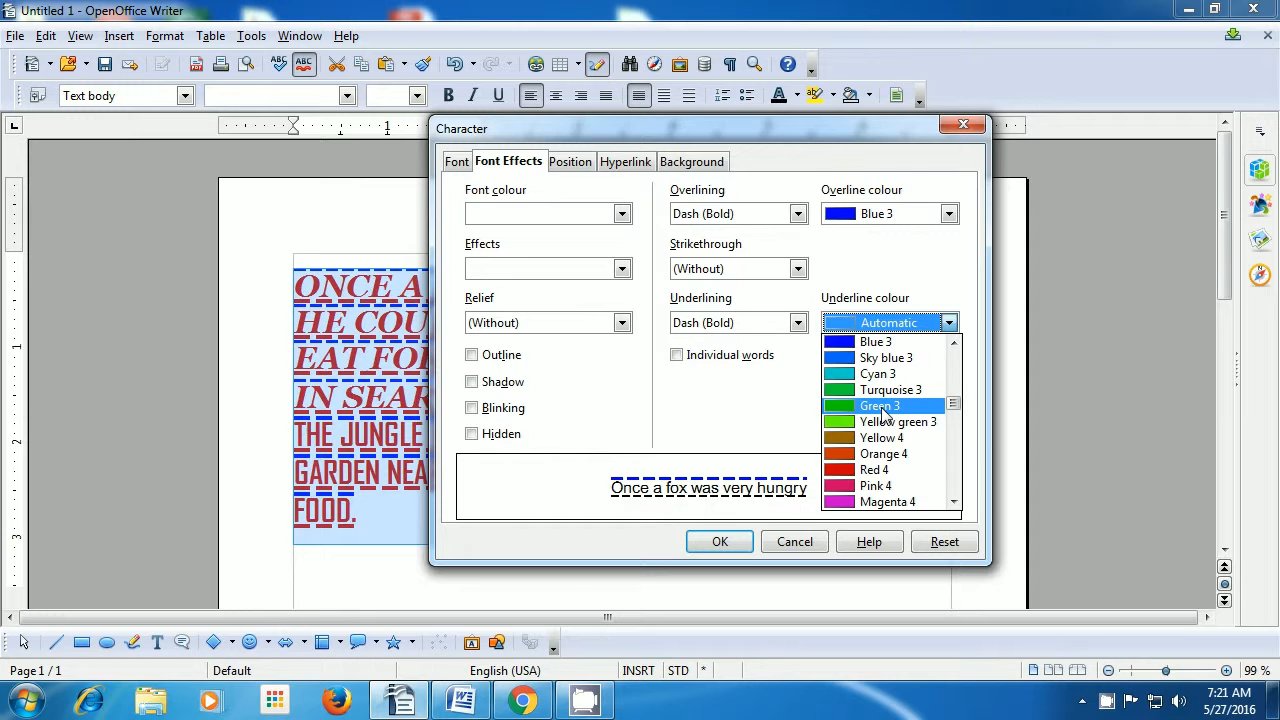 Untitled 1 - OpenOffice Writer
File Edit View Insert Format Table Tools Window Help
Text body
Character
Font Font Effects Position Hyperlink Background
Font colour Overlining Overline colour
Dash (Bold) Blue 3
Effects Strikethrough
(Without)
Relief Underlining Underline colour
(Without) Dash (Bold) Automatic
Outline Individual words
Shadow
Blinking
Hidden
Blue 3
Sky blue 3
Cyan 3
Turquoise 3
Green 3
Yellow green 3
Yellow 4
Orange 4
Red 4
Pink 4
Magenta 4
Once a fox was very hungry
OK Cancel Help Reset
ONCE A
HE COU
EAT FO
IN SEAR
THE JUNGLE
GARDEN NEA
FOOD.
Page 1 / 1 Default English (USA) INSRT STD * 99 %
7:21 AM
5/27/2016